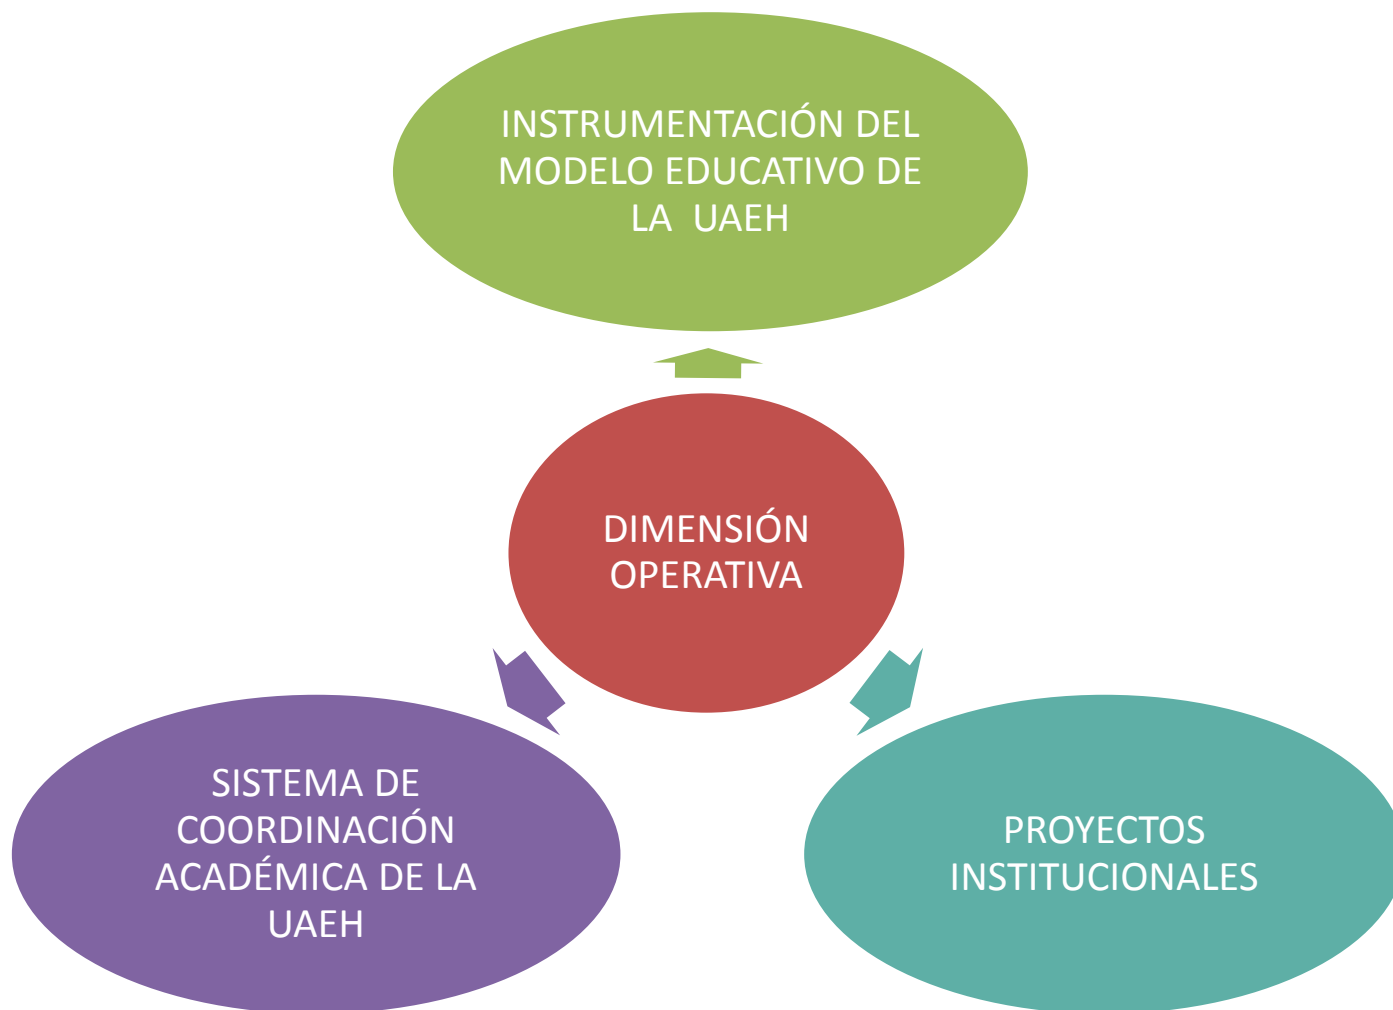 INSTRUMENTACIÓN DEL
MODELO EDUCATIVO DE
LA  UAEH
DIMENSIÓN
OPERATIVA
SISTEMA DE
COORDINACIÓN
ACADÉMICA DE LA
UAEH
PROYECTOS
INSTITUCIONALES